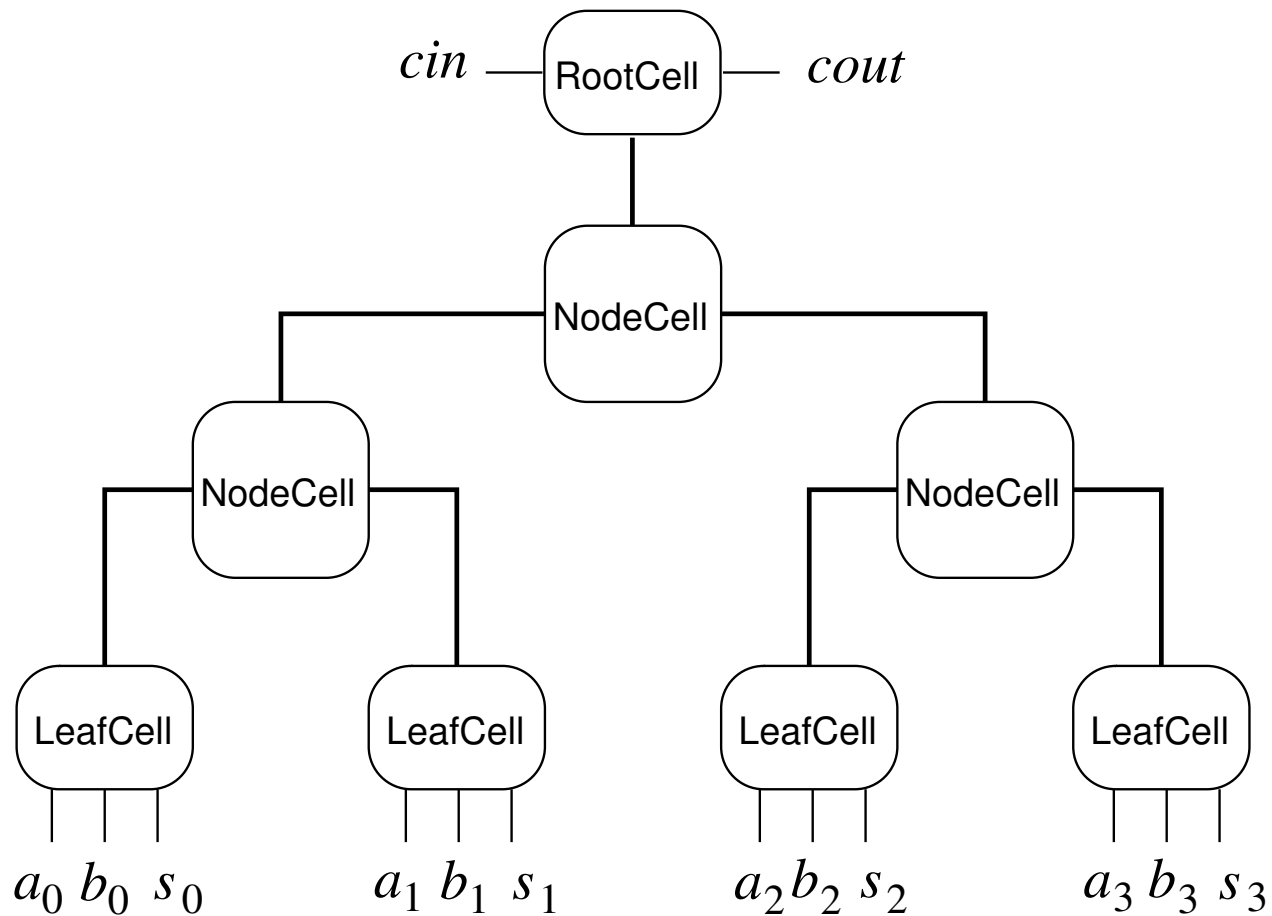 cin RootCell cout
NodeCell
NodeCell NodeCell
LeafCell LeafCell LeafCell LeafCell
a0 b0 s0 a1 b1 s1 a2 b2 s2 a3 b3 s3